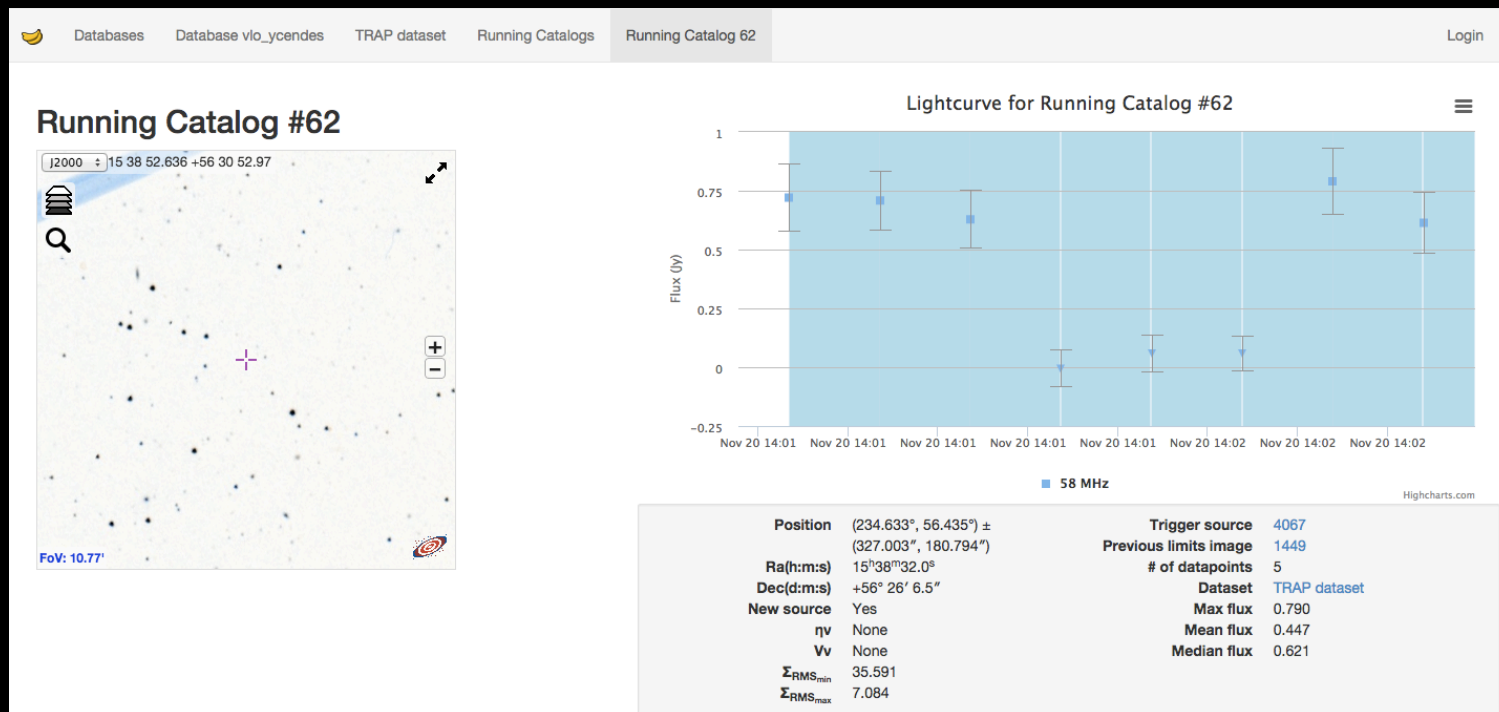 Databases Database vlo_ycendes TRAP dataset Running Catalogs Running Catalog 62 Login
Running Catalog #62
J2000 15 38 52.636 +56 30 52.97
FoV: 10.77'
Lightcurve for Running Catalog #62
Flux (Jy)
1
0.75
0.5
0.25
0
−0.25
Nov 20 14:01 Nov 20 14:01 Nov 20 14:01 Nov 20 14:01 Nov 20 14:01 Nov 20 14:02 Nov 20 14:02 Nov 20 14:02
58 MHz
Highcharts.com
Position (234.633°, 56.435°) ±
(327.003″, 180.794″)
Ra(h:m:s) 15ʰ38ᵐ32.0ˢ
Dec(d:m:s) +56° 26′ 6.5″
New source Yes
ηv None
Vv None
ΣRMSmin 35.591
ΣRMSmax 7.084
Trigger source 4067
Previous limits image 1449
# of datapoints 5
Dataset TRAP dataset
Max flux 0.790
Mean flux 0.447
Median flux 0.621